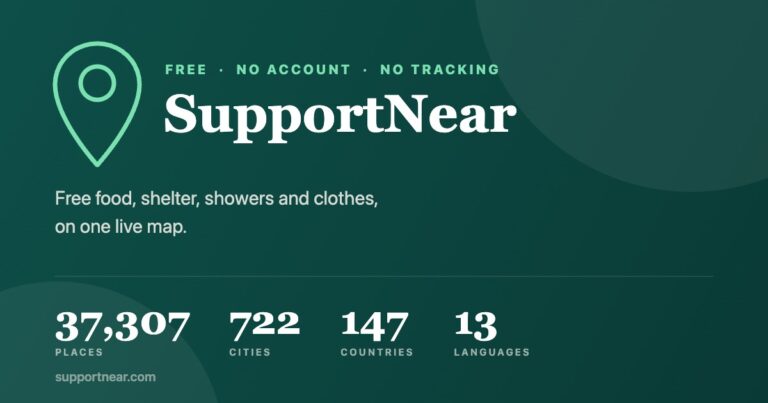 FREE · NO ACCOUNT · NO TRACKING
SupportNear
Free food, shelter, showers and clothes,
on one live map.
37,307 722 147 13
PLACES CITIES COUNTRIES LANGUAGES
supportnear.com